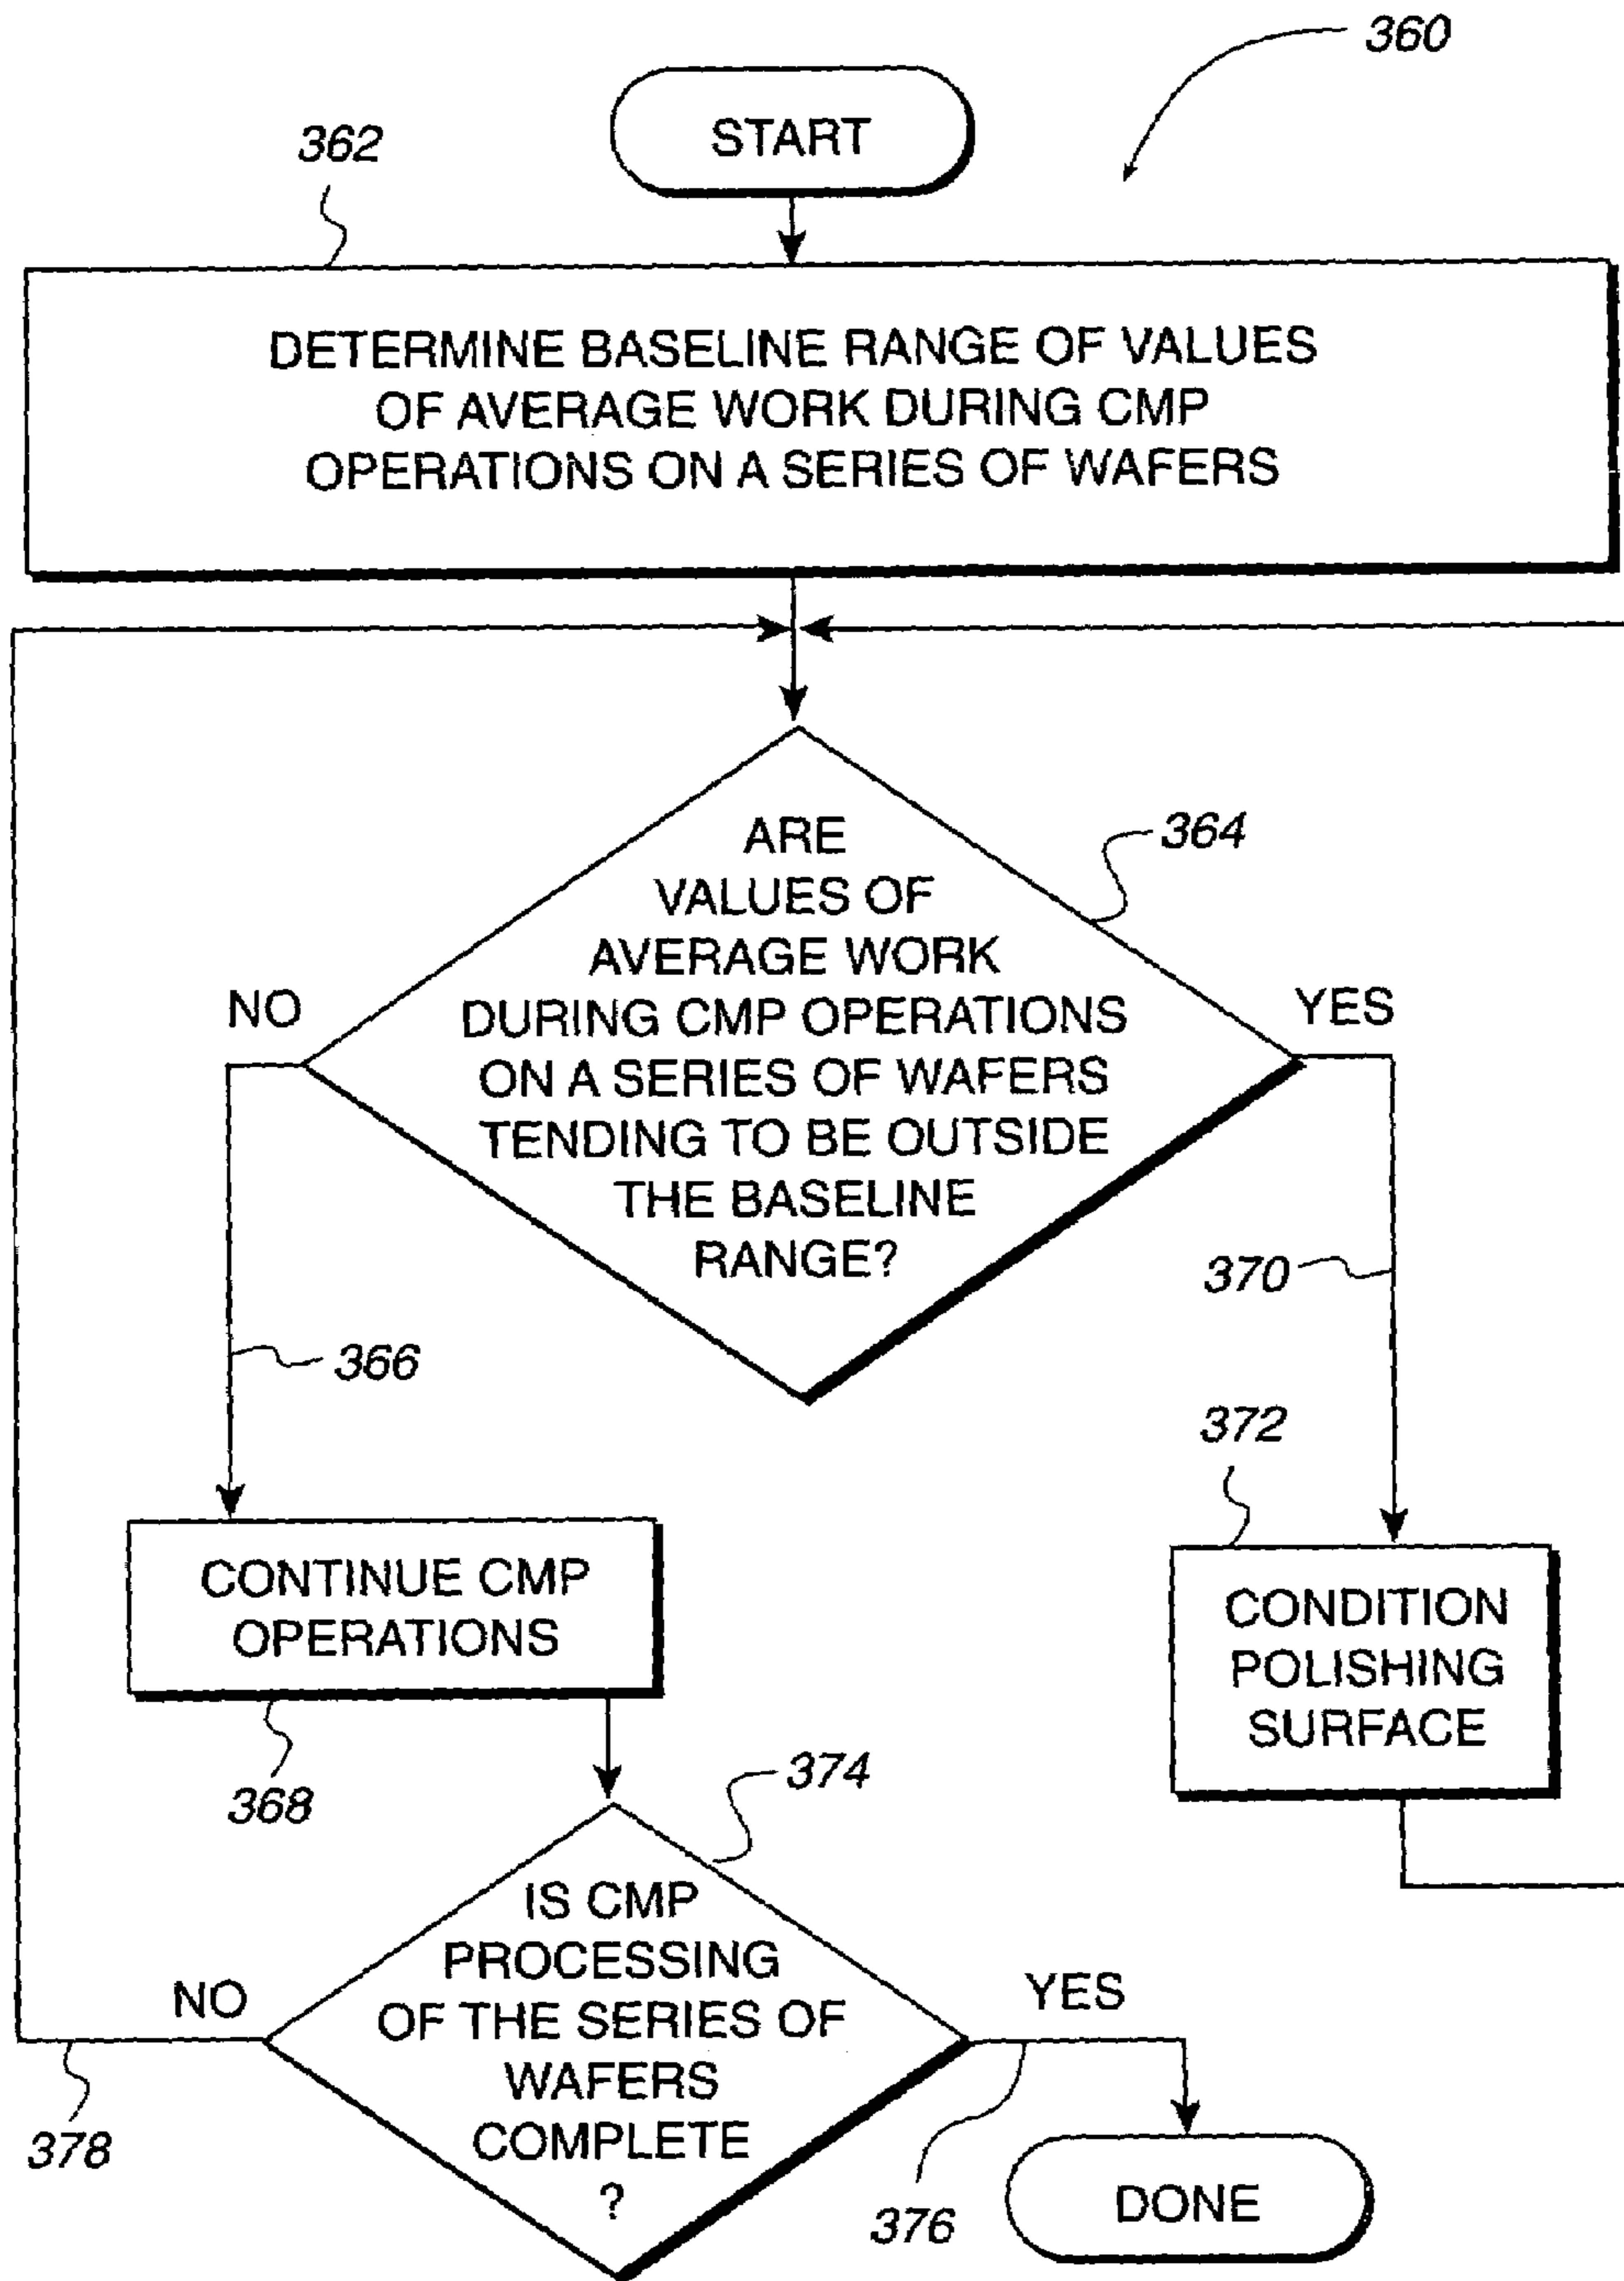 360
START
362
DETERMINE BASELINE RANGE OF VALUES
OF AVERAGE WORK DURING CMP
OPERATIONS ON A SERIES OF WAFERS
364
ARE
VALUES OF
AVERAGE WORK
DURING CMP OPERATIONS
ON A SERIES OF WAFERS
TENDING TO BE OUTSIDE
THE BASELINE
RANGE?
NO
YES
366
370
372
CONTINUE CMP
OPERATIONS
368
CONDITION
POLISHING
SURFACE
374
IS CMP
PROCESSING
OF THE SERIES OF
WAFERS
COMPLETE
?
NO
YES
378
376
DONE